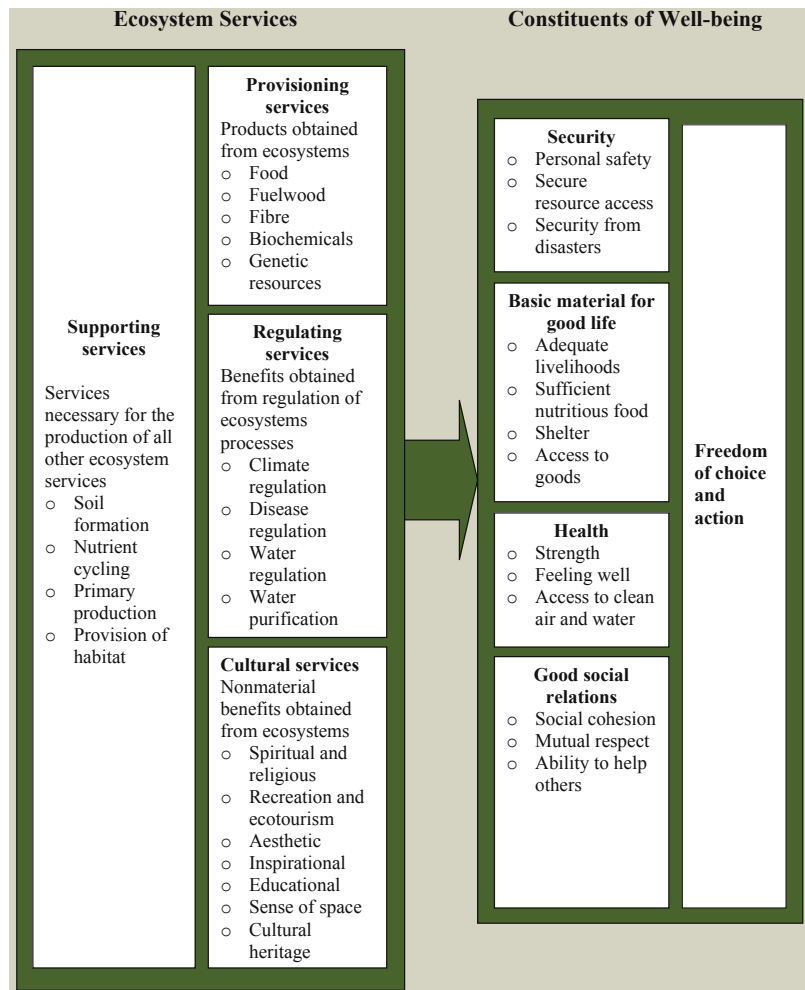 Ecosystem Services
Supporting
services
Services
necessary for the
production of all
other ecosystem
services
o Soil
formation
o Nutrient
cycling
o Primary
production
o Provision of
habitat
Provisioning
services
Products obtained
from ecosystems
o Food
o Fuelwood
o Fibre
o Biochemicals
o Genetic
resources
Regulating
services
Benefits obtained
from regulation of
ecosystems
processes
o Climate
regulation
o Disease
regulation
o Water
regulation
o Water
purification
Cultural services
Nonmaterial
benefits obtained
from ecosystems
o Spiritual and
religious
o Recreation and
ecotourism
o Aesthetic
o Inspirational
o Educational
o Sense of space
o Cultural
heritage
Constituents of Well-being
Security
o Personal safety
o Secure
resource access
o Security from
disasters
Basic material for
good life
o Adequate
livelihoods
o Sufficient
nutritious food
o Shelter
o Access to
goods
Health
o Strength
o Feeling well
o Access to clean
air and water
Good social
relations
o Social cohesion
o Mutual respect
o Ability to help
others
Freedom
of choice
and
action